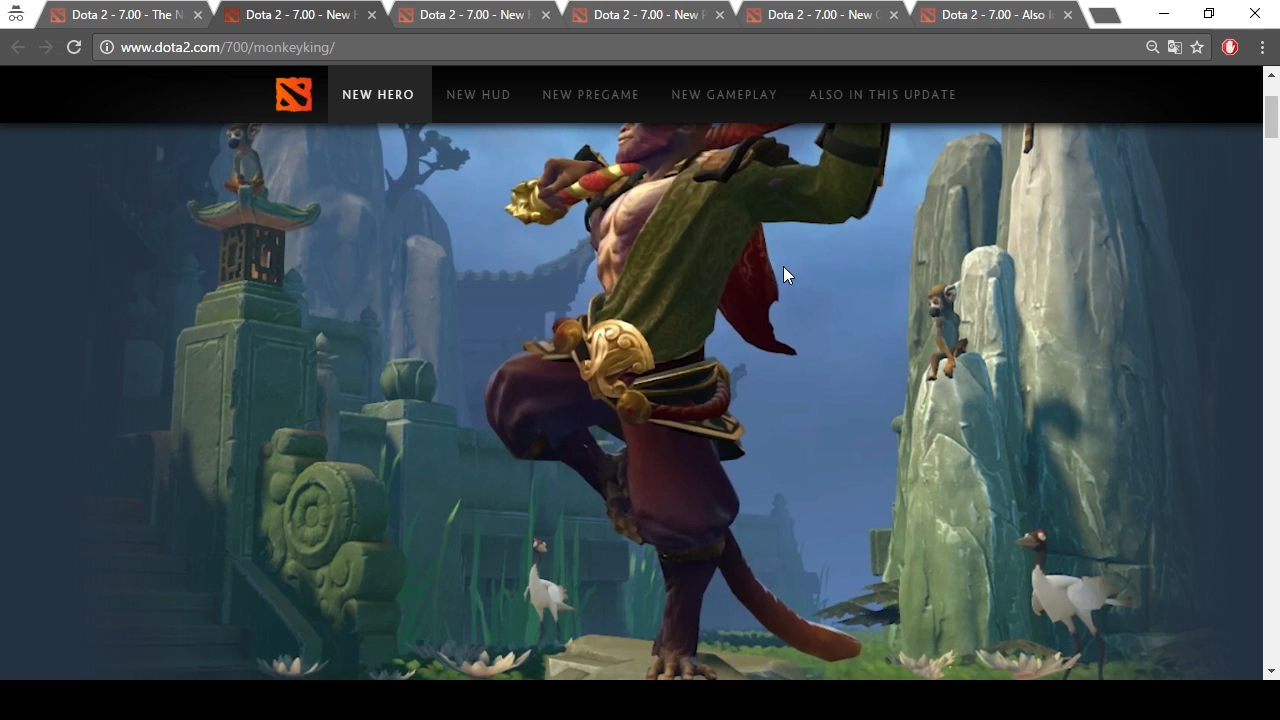 Dota 2 - 7.00 - The N
Dota 2 - 7.00 - New
Dota 2 - 7.00 - New
Dota 2 - 7.00 - New
Dota 2 - 7.00 - New
Dota 2 - 7.00 - Also
www.dota2.com/700/monkeyking/
NEW HERO NEW HUD NEW PREGAME NEW GAMEPLAY ALSO IN THIS UPDATE